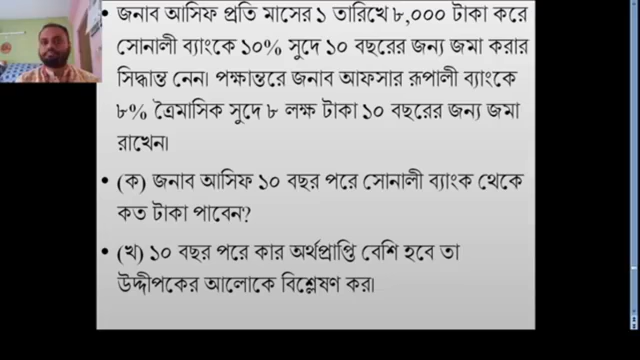 • জনাব আসিফ প্রতি মাসের ১ তারিখে ৮,০০০ টাকা করে
সোনালী ব্যাংকে ১০% সুদে ১০ বছরের জন্য জমা করার
সিদ্ধান্ত নেন। পক্ষান্তরে জনাব আফসার রূপালী ব্যাংকে
৮% ত্রৈমাসিক সুদে ৮ লক্ষ টাকা ১০ বছরের জন্য জমা
রাখেন।
• (ক) জনাব আসিফ ১০ বছর পরে সোনালী ব্যাংক থেকে
কত টাকা পাবেন?
• (খ) ১০ বছর পরে কার অর্থপ্রাপ্তি বেশি হবে তা
উদ্দীপকের আলোকে বিশ্লেষণ কর।